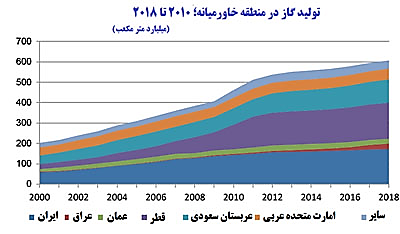 تولید گاز در منطقه خاورمیانه؛ ۲۰۱۰ تا ۲۰۱۸
(میلیارد متر مکعب)
700
600
500
400
300
200
100
0
2000 2002 2004 2006 2008 2010 2012 2014 2016 2018
ایران عراق عمان قطر عربستان سعودی امارت متحده عربی سایر